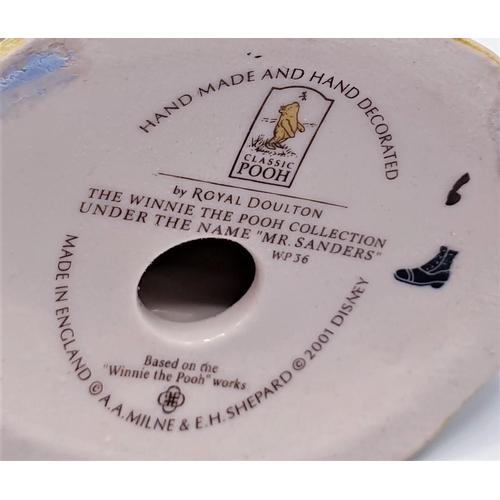 HAND MADE AND HAND DECORATED
CLASSIC
POOH
by ROYAL DOULTON
THE WINNIE THE POOH COLLECTION
UNDER THE NAME "MR. SANDERS"
WP 36
Based on the
"Winnie the Pooh" works
MADE IN ENGLAND © A.A. MILNE & E.H. SHEPARD © 2001 DISNEY